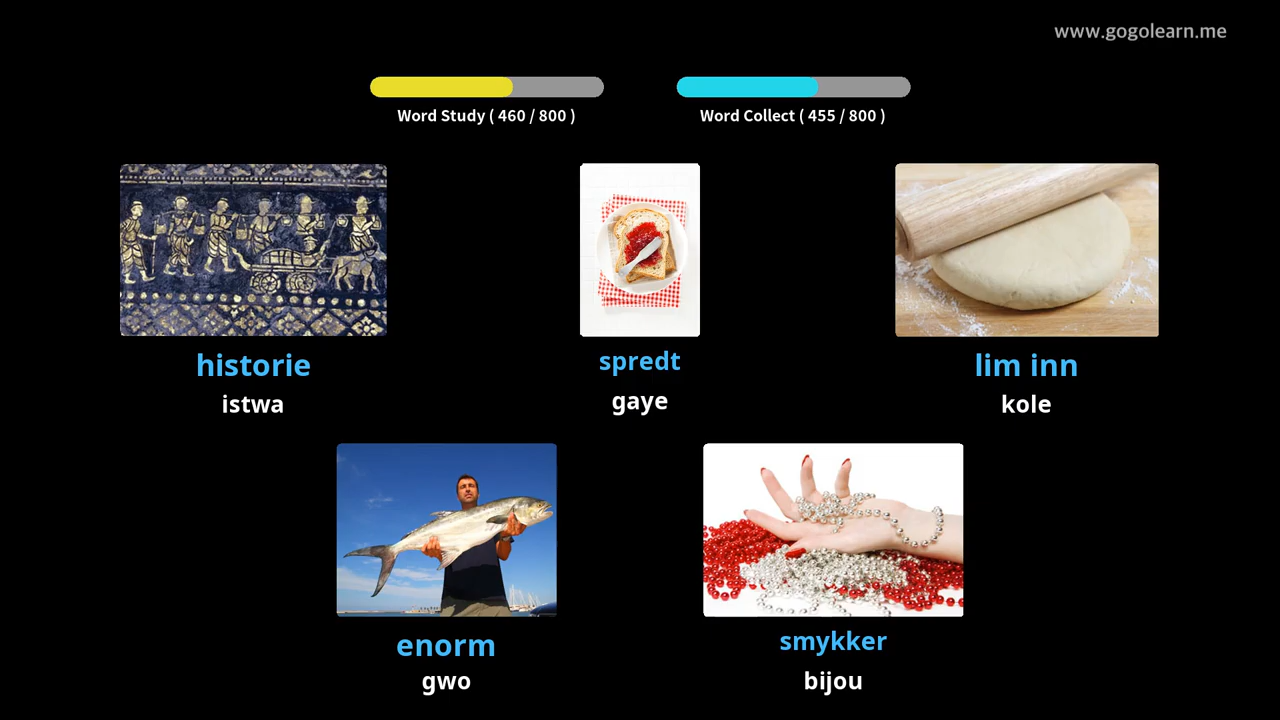 www.gogolearn.me
Word Study ( 460 / 800 )
Word Collect ( 455 / 800 )
historie
istwa
spredt
gaye
lim inn
kole
enorm
gwo
smykker
bijou